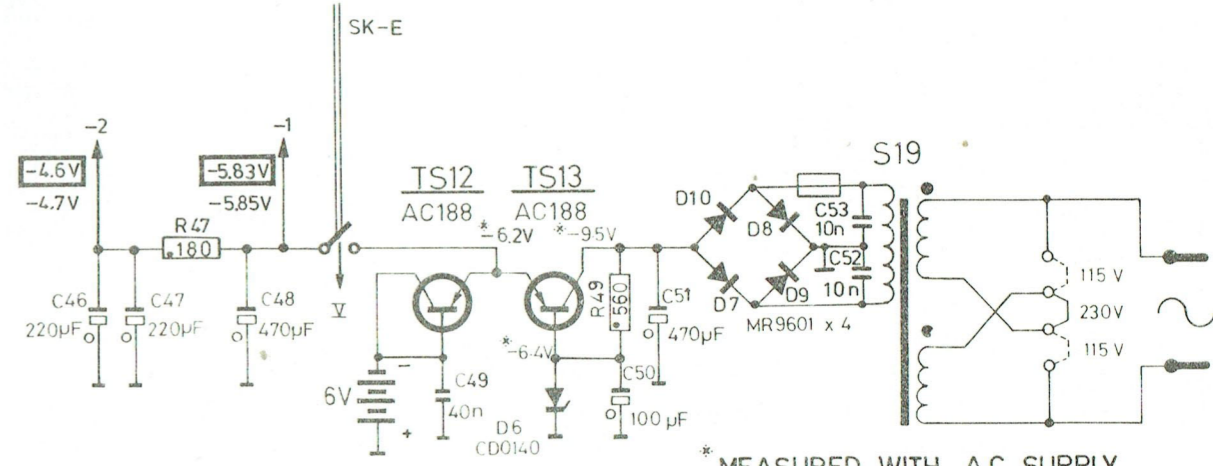 SK-E
-2
-1
-4.6V
-4.7V
-5.83V
-5.85V
R47
180
TS12
AC188
TS13
AC188
*-6.2V
*-9.5V
S19
D10
D8
D7
D9
MR9601 x 4
C53
10n
C52
10n
115 V
230V
115 V
C46
220µF
C47
220µF
C48
470µF
V
R49
560
C51
470µF
*-6.4V
6V
-
+
C49
40n
D6
CD0140
C50
100 µF
*MEASURED WITH A.C. SUPPLY